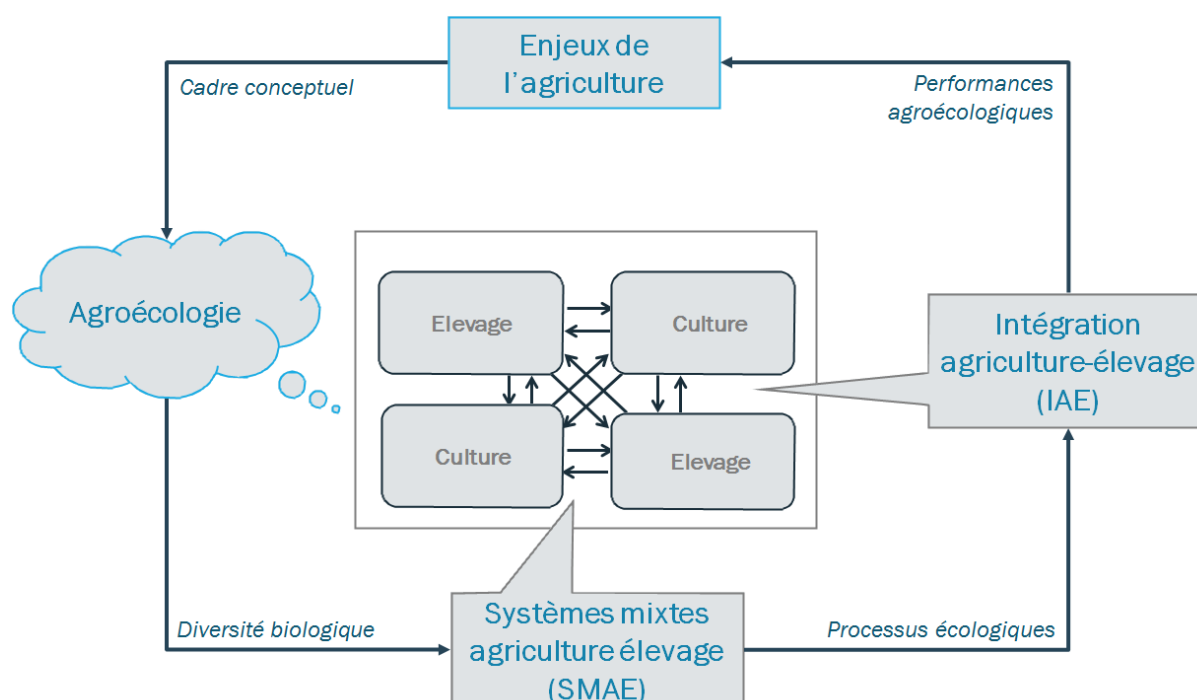 Enjeux de
l'agriculture
Cadre conceptuel
Performances
agroécologiques
Agroécologie
Elevage
Culture
Culture
Elevage
Intégration
agriculture-élevage
(IAE)
Diversité biologique
Systèmes mixtes
agriculture élevage
(SMAE)
Processus écologiques